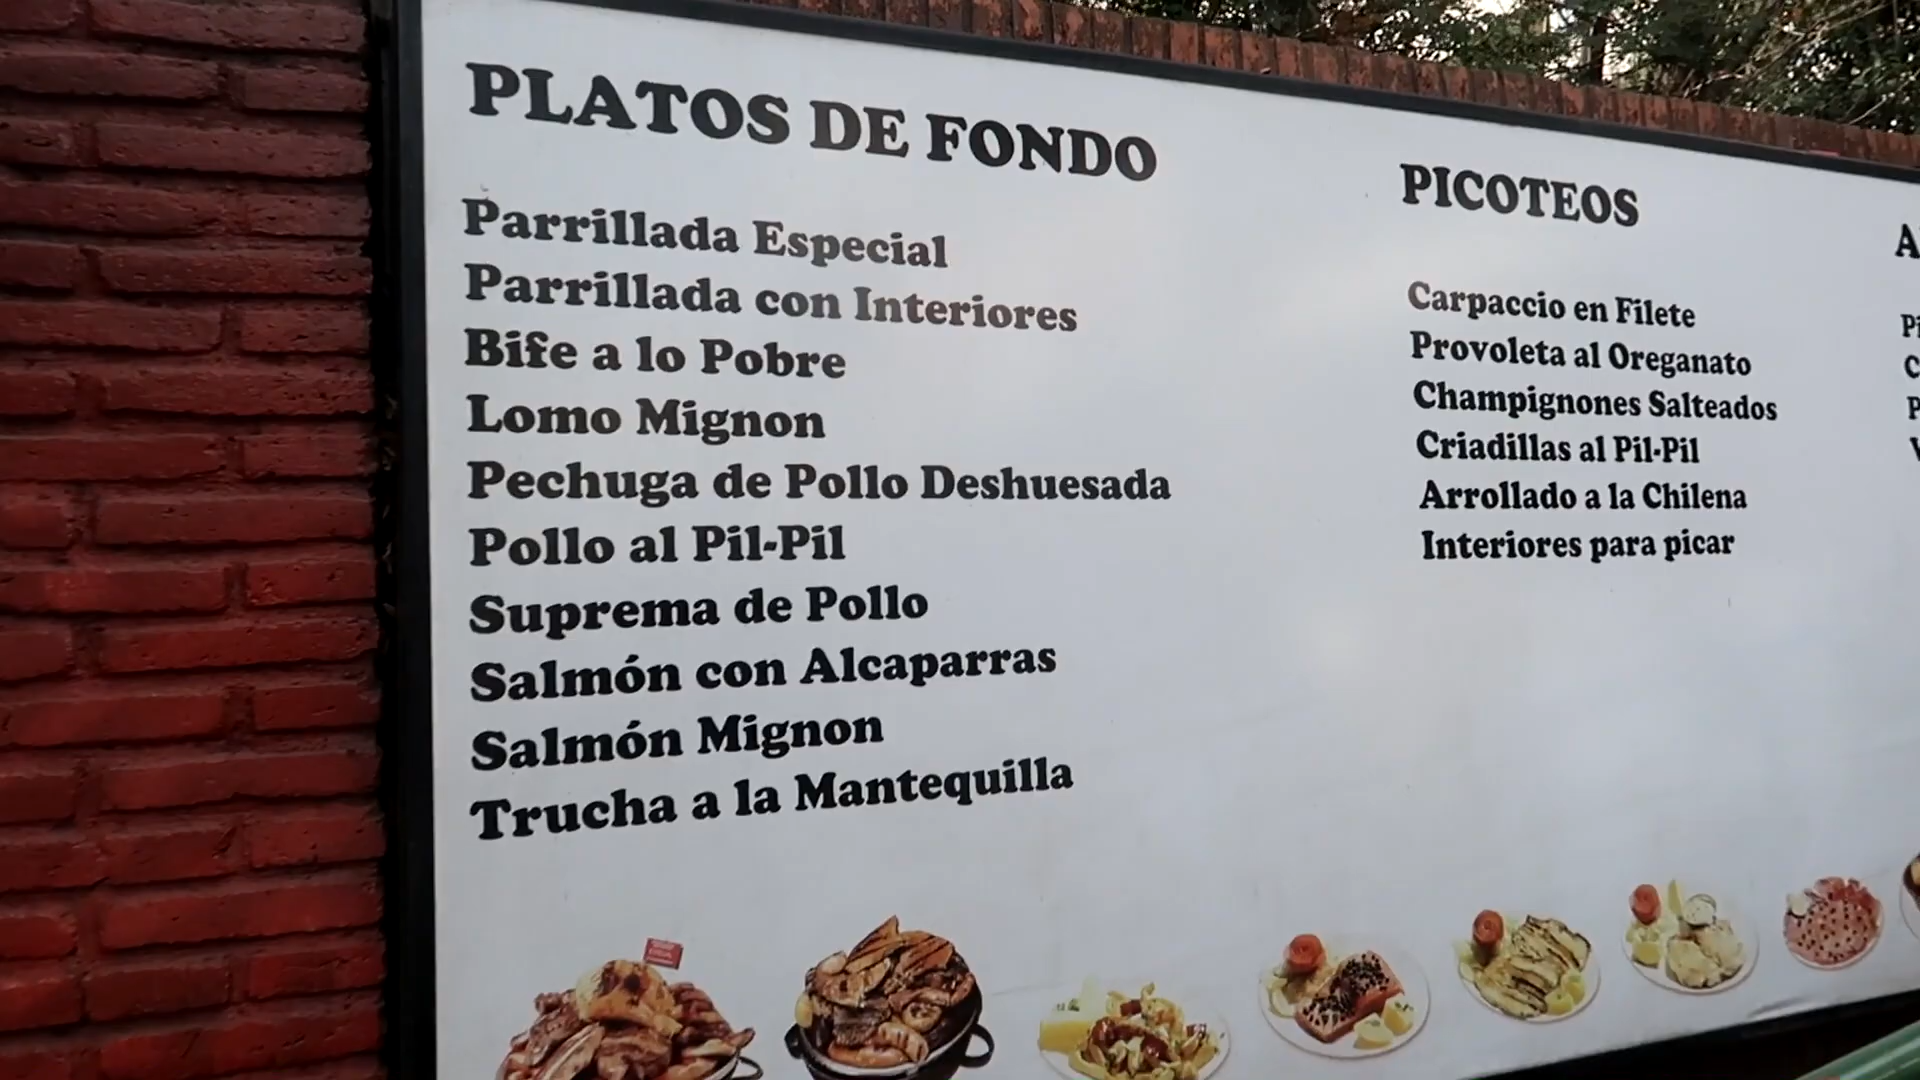 PLATOS DE FONDO
Parrillada Especial
Parrillada con Interiores
Bife a lo Pobre
Lomo Mignon
Pechuga de Pollo Deshuesada
Pollo al Pil-Pil
Suprema de Pollo
Salmón con Alcaparras
Salmón Mignon
Trucha a la Mantequilla
PICOTEOS
Carpaccio en Filete
Provoleta al Oreganato
Champignones Salteados
Criadillas al Pil-Pil
Arrollado a la Chilena
Interiores para picar